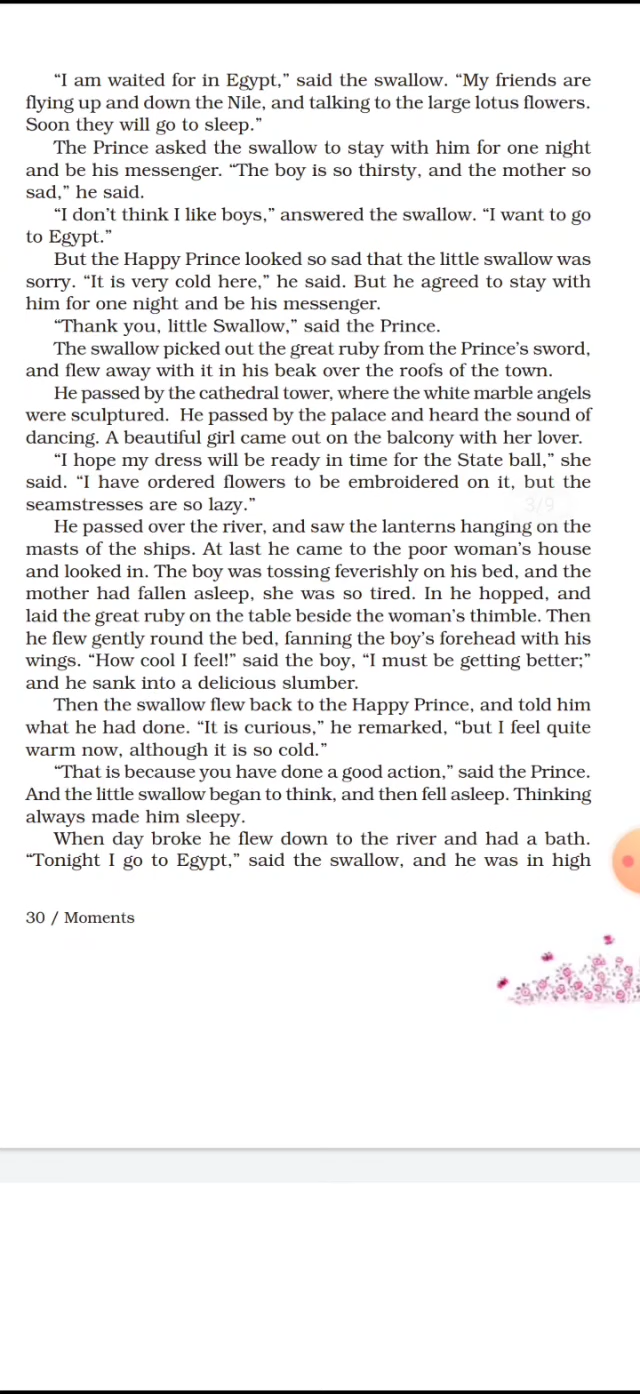 “I am waited for in Egypt,” said the swallow. “My friends are
flying up and down the Nile, and talking to the large lotus flowers.
Soon they will go to sleep.”
The Prince asked the swallow to stay with him for one night
and be his messenger. “The boy is so thirsty, and the mother so
sad,” he said.
“I don’t think I like boys,” answered the swallow. “I want to go
to Egypt.”
But the Happy Prince looked so sad that the little swallow was
sorry. “It is very cold here,” he said. But he agreed to stay with
him for one night and be his messenger.
“Thank you, little Swallow,” said the Prince.
The swallow picked out the great ruby from the Prince’s sword,
and flew away with it in his beak over the roofs of the town.
He passed by the cathedral tower, where the white marble angels
were sculptured. He passed by the palace and heard the sound of
dancing. A beautiful girl came out on the balcony with her lover.
“I hope my dress will be ready in time for the State ball,” she
said. “I have ordered flowers to be embroidered on it, but the
seamstresses are so lazy.”
3/9
He passed over the river, and saw the lanterns hanging on the
masts of the ships. At last he came to the poor woman’s house
and looked in. The boy was tossing feverishly on his bed, and the
mother had fallen asleep, she was so tired. In he hopped, and
laid the great ruby on the table beside the woman’s thimble. Then
he flew gently round the bed, fanning the boy’s forehead with his
wings. “How cool I feel!” said the boy, “I must be getting better;”
and he sank into a delicious slumber.
Then the swallow flew back to the Happy Prince, and told him
what he had done. “It is curious,” he remarked, “but I feel quite
warm now, although it is so cold.”
“That is because you have done a good action,” said the Prince.
And the little swallow began to think, and then fell asleep. Thinking
always made him sleepy.
When day broke he flew down to the river and had a bath.
“Tonight I go to Egypt,” said the swallow, and he was in high
30 / Moments